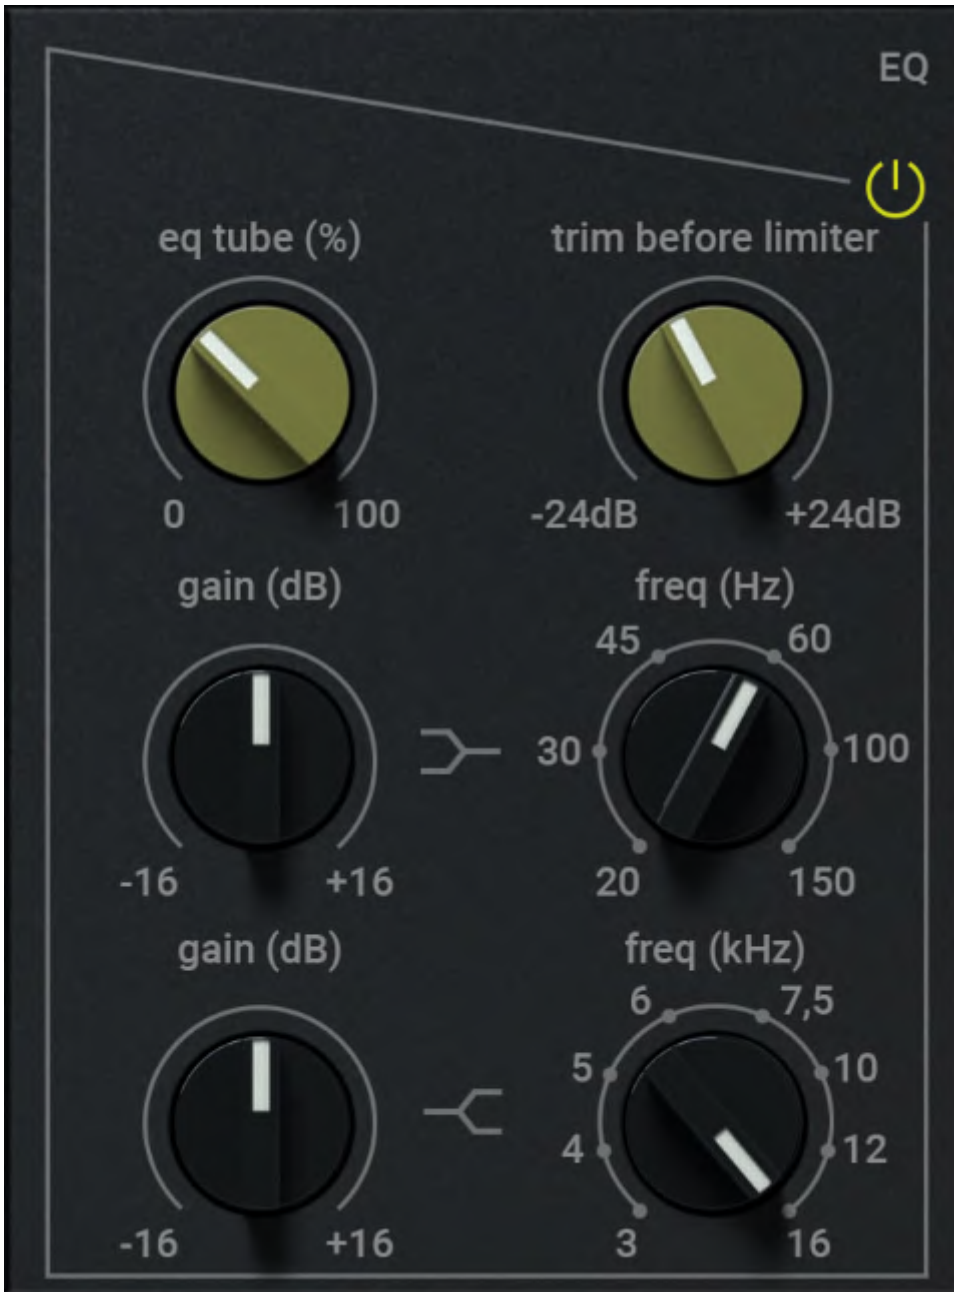 EQ
eq tube (%)
trim before limiter
0
100
-24dB
+24dB
gain (dB)
freq (Hz)
45
60
30
100
-16
+16
20
150
gain (dB)
freq (kHz)
6
7,5
5
10
4
12
-16
+16
3
16